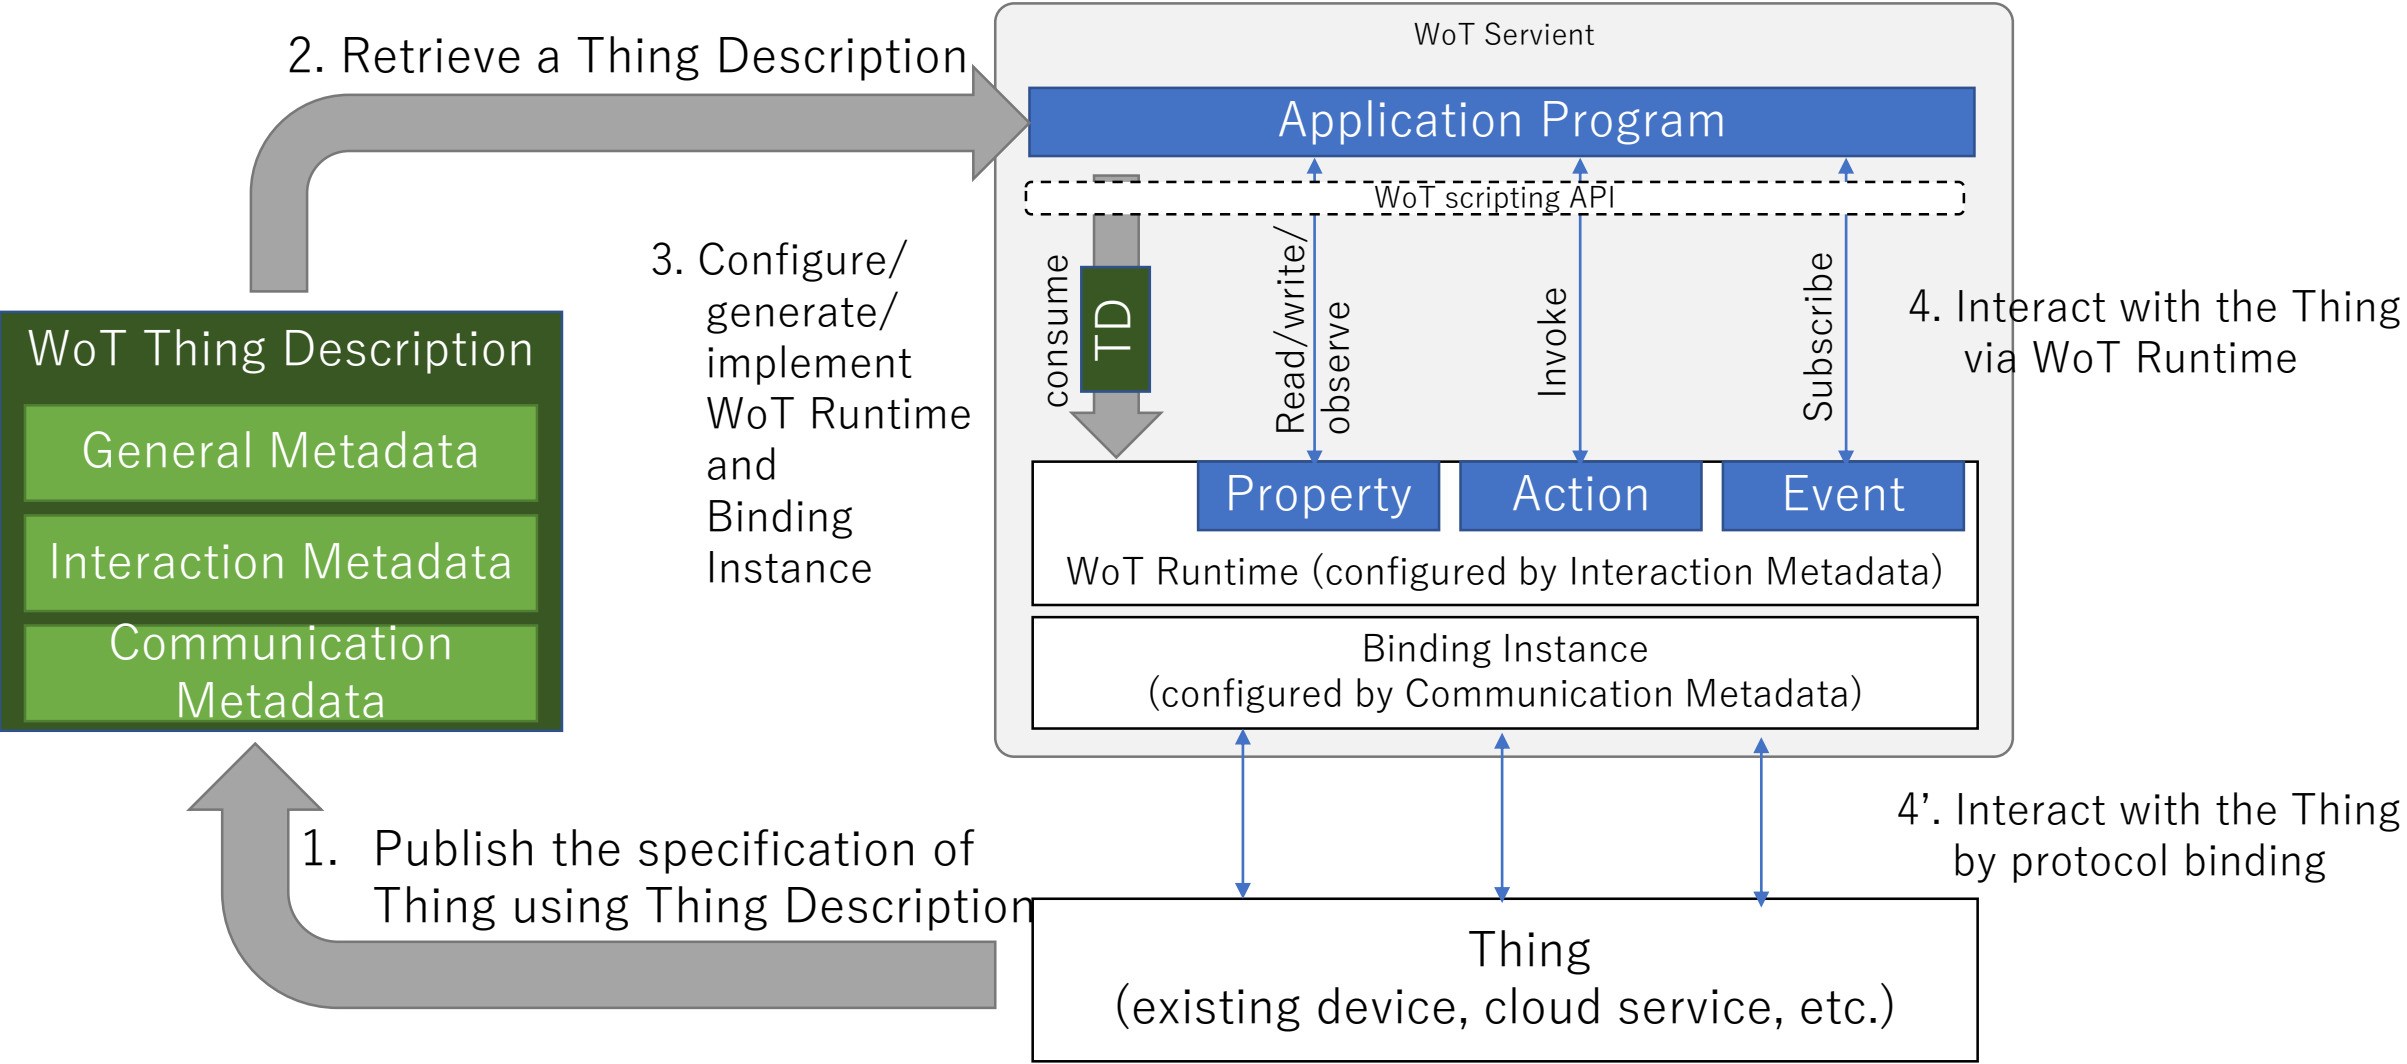 2. Retrieve a Thing Description
WoT Servient
Application Program
WoT scripting API
3. Configure/
generate/
implement
WoT Runtime
and
Binding
Instance
consume
TD
Read/write/
observe
Invoke
Subscribe
4. Interact with the Thing
via WoT Runtime
WoT Thing Description
General Metadata
Interaction Metadata
Communication
Metadata
Property
Action
Event
WoT Runtime (configured by Interaction Metadata)
Binding Instance
(configured by Communication Metadata)
1. Publish the specification of
Thing using Thing Description
4’. Interact with the Thing
by protocol binding
Thing
(existing device, cloud service, etc.)